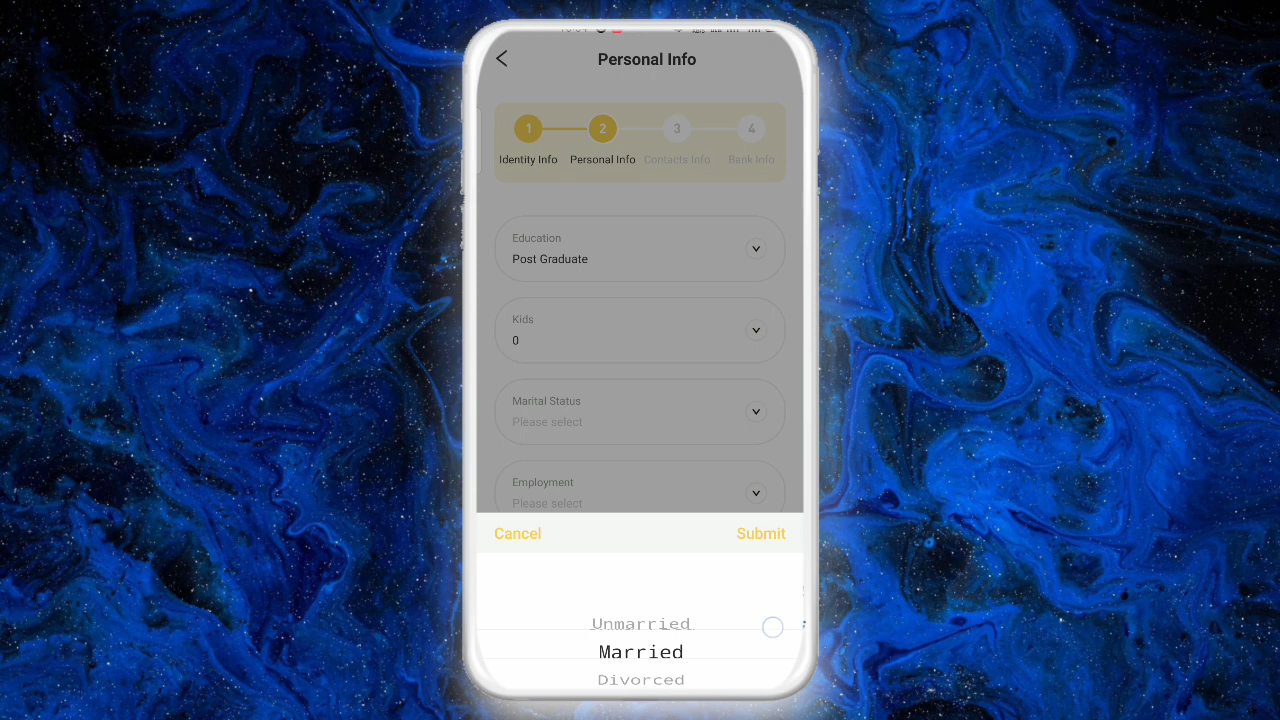 Personal Info
1 2 3 4
Identity Info Personal Info Contacts Info Bank Info
Education
Post Graduate
Kids
0
Marital Status
Please select
Employment
Please select
Cancel Submit
Unmarried
Married
Divorced